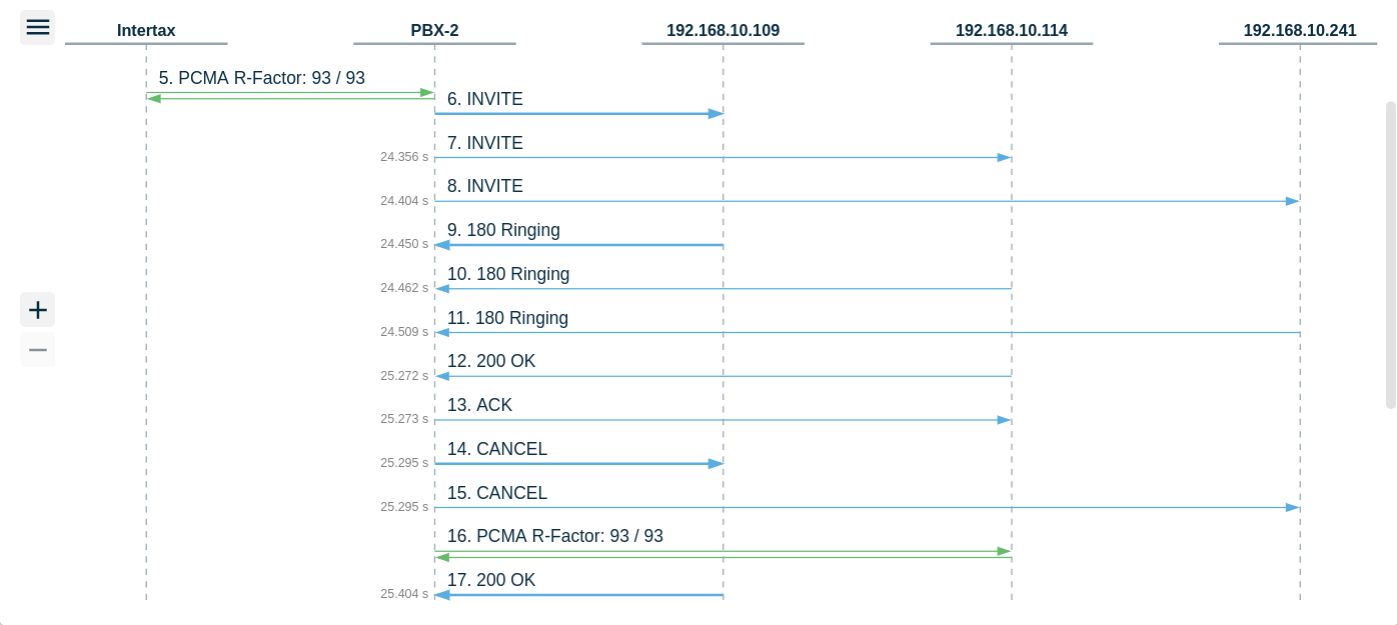 Intertax
PBX-2
192.168.10.109
192.168.10.114
192.168.10.241
5. PCMA R-Factor: 93 / 93
6. INVITE
7. INVITE
24.356 s
8. INVITE
24.404 s
9. 180 Ringing
24.450 s
10. 180 Ringing
24.462 s
11. 180 Ringing
24.509 s
12. 200 OK
25.272 s
13. ACK
25.273 s
14. CANCEL
25.295 s
15. CANCEL
25.295 s
16. PCMA R-Factor: 93 / 93
17. 200 OK
25.404 s